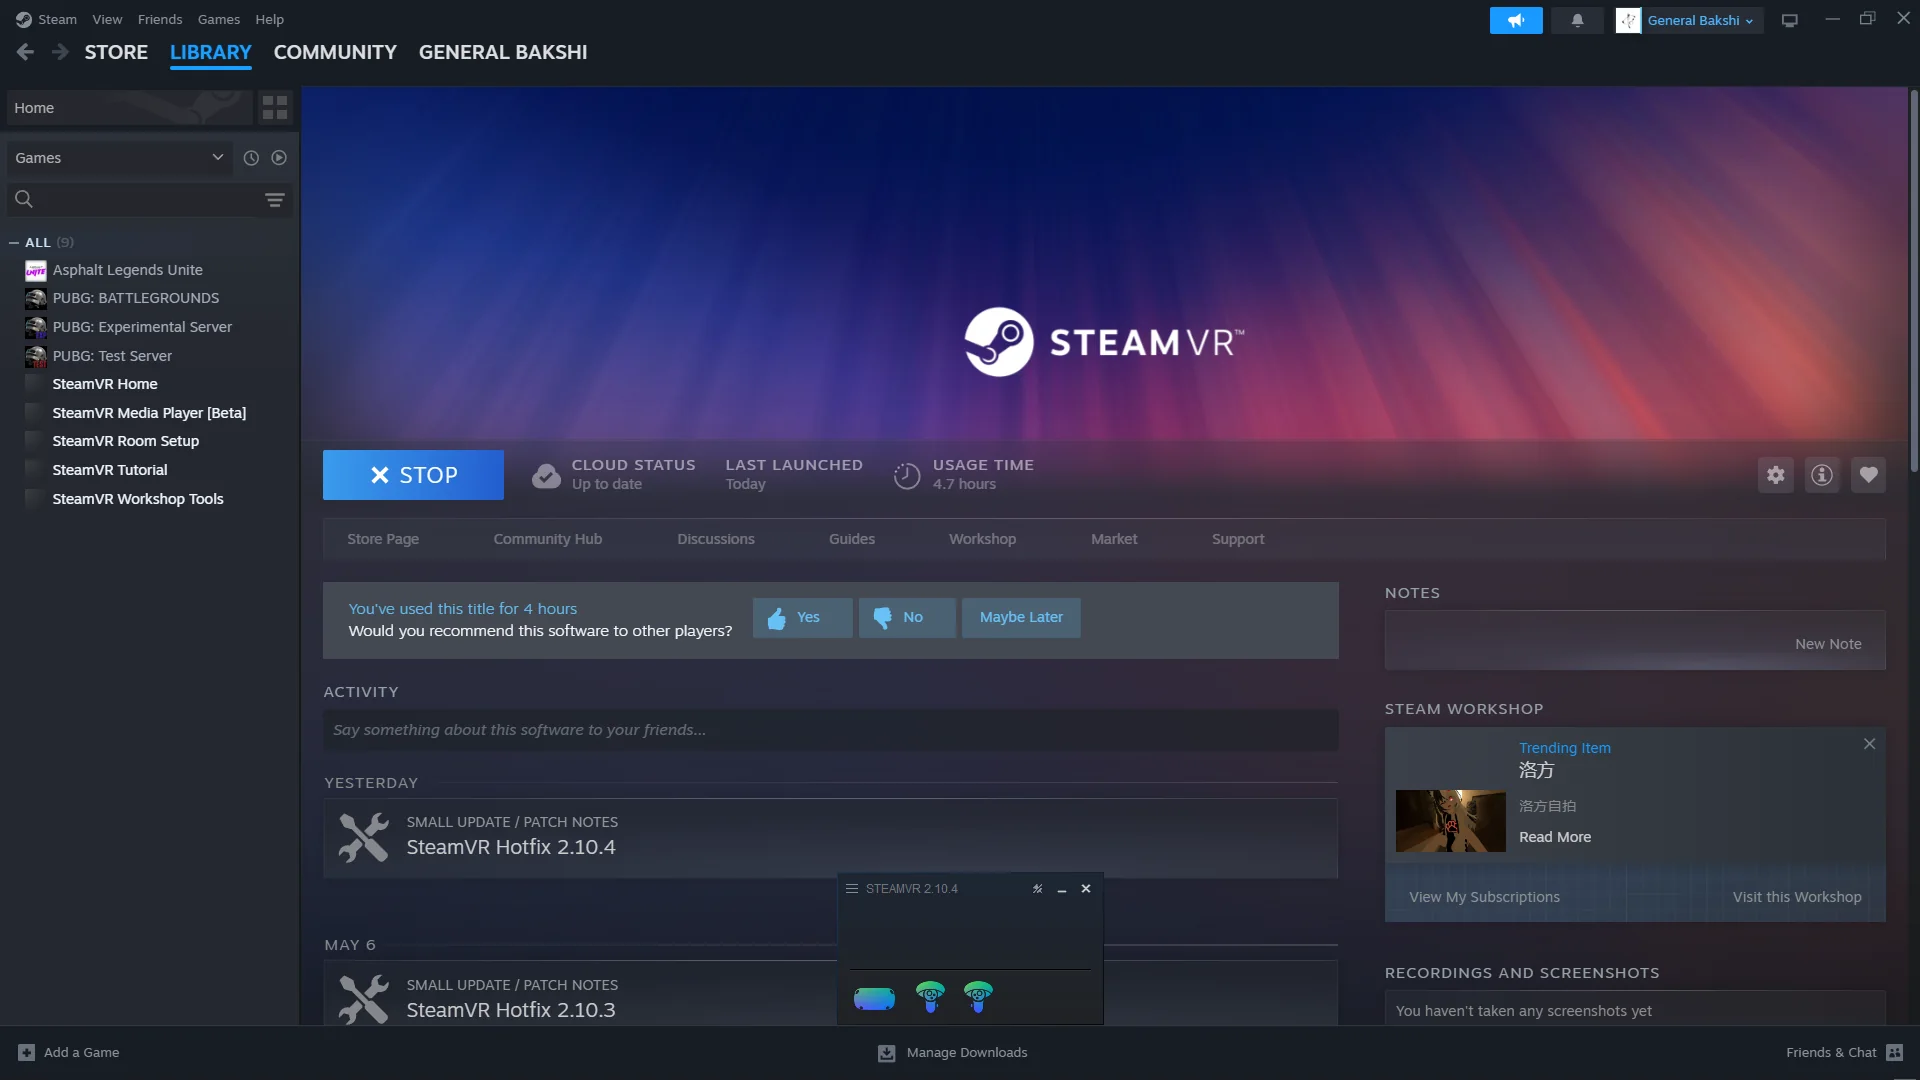 Steam View Friends Games Help
General Bakshi
STORE LIBRARY COMMUNITY GENERAL BAKSHI
Home
Games
ALL (9)
Asphalt Legends Unite
PUBG: BATTLEGROUNDS
PUBG: Experimental Server
PUBG: Test Server
SteamVR Home
SteamVR Media Player [Beta]
SteamVR Room Setup
SteamVR Tutorial
SteamVR Workshop Tools
STEAMVR™
STOP
CLOUD STATUS
Up to date
LAST LAUNCHED
Today
USAGE TIME
4.7 hours
Store Page Community Hub Discussions Guides Workshop Market Support
You've used this title for 4 hours
Would you recommend this software to other players?
Yes No Maybe Later
ACTIVITY
Say something about this software to your friends...
YESTERDAY
SMALL UPDATE / PATCH NOTES
SteamVR Hotfix 2.10.4
MAY 6
SMALL UPDATE / PATCH NOTES
SteamVR Hotfix 2.10.3
STEAMVR 2.10.4
NOTES
New Note
STEAM WORKSHOP
Trending Item
洛方
洛方自拍
Read More
View My Subscriptions Visit this Workshop
RECORDINGS AND SCREENSHOTS
You haven't taken any screenshots yet
Add a Game Manage Downloads Friends & Chat